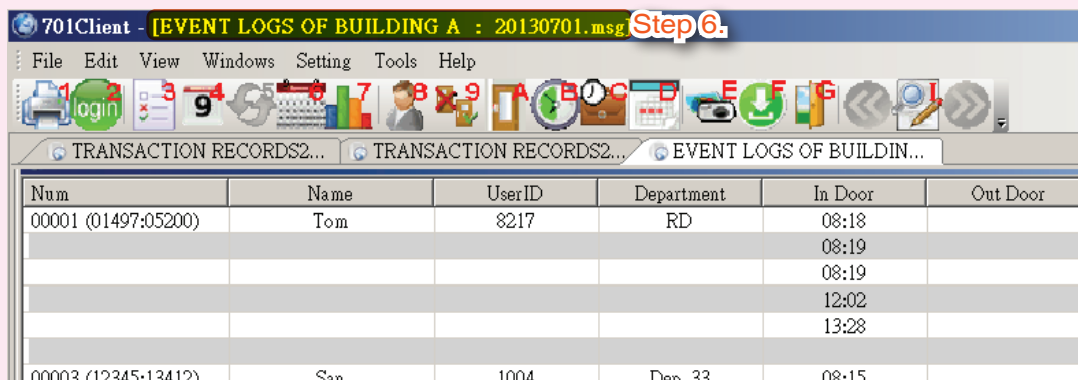 701Client - [EVENT LOGS OF BUILDING A : 20130701.msg] Step 6.
File Edit View Windows Setting Tools Help
1 login 2 3 9 4 5 6 7 8 9 A B C D E F G I
TRANSACTION RECORDS2... TRANSACTION RECORDS2... EVENT LOGS OF BUILDIN...
Num Name UserID Department In Door Out Door
00001 (01497:05200) Tom 8217 RD 08:18
08:19
08:19
12:02
13:28
00003 (12345:13412) San 1004 Dep. 33 08:15